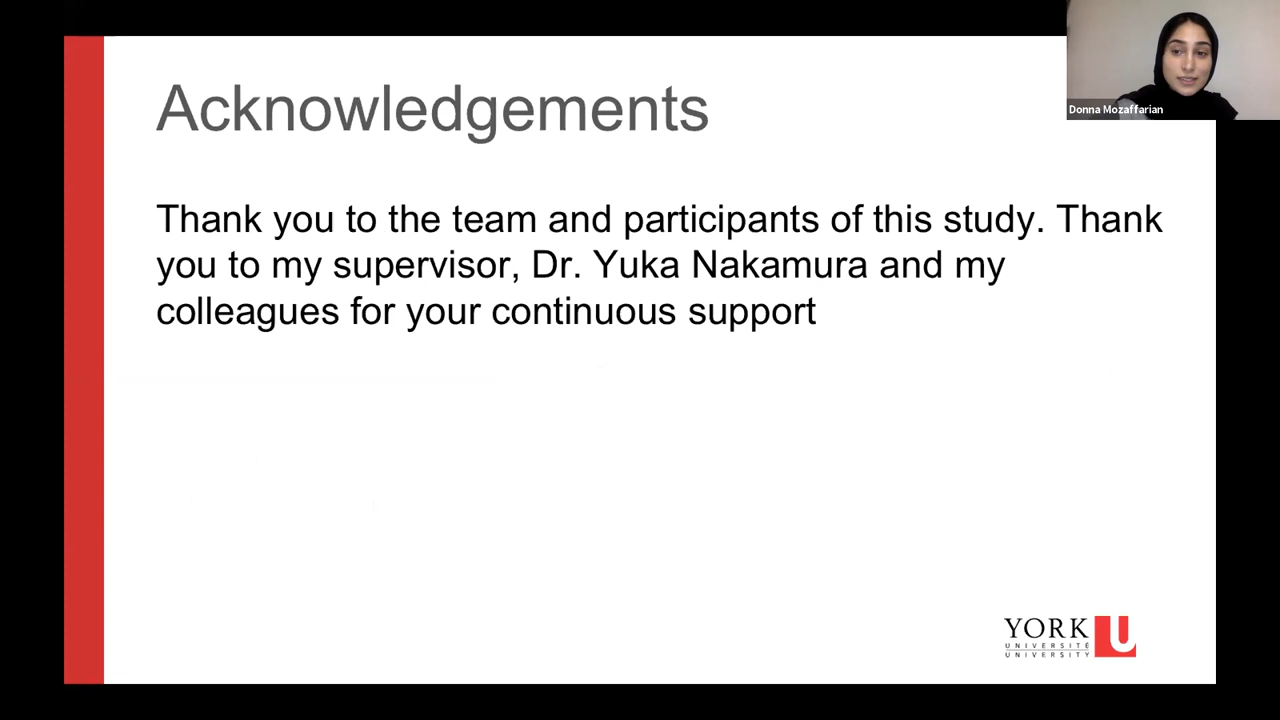 Acknowledgements
Donna Mozaffarian
Thank you to the team and participants of this study. Thank
you to my supervisor, Dr. Yuka Nakamura and my
colleagues for your continuous support
YORK U
UNIVERSITÉ
UNIVERSITY